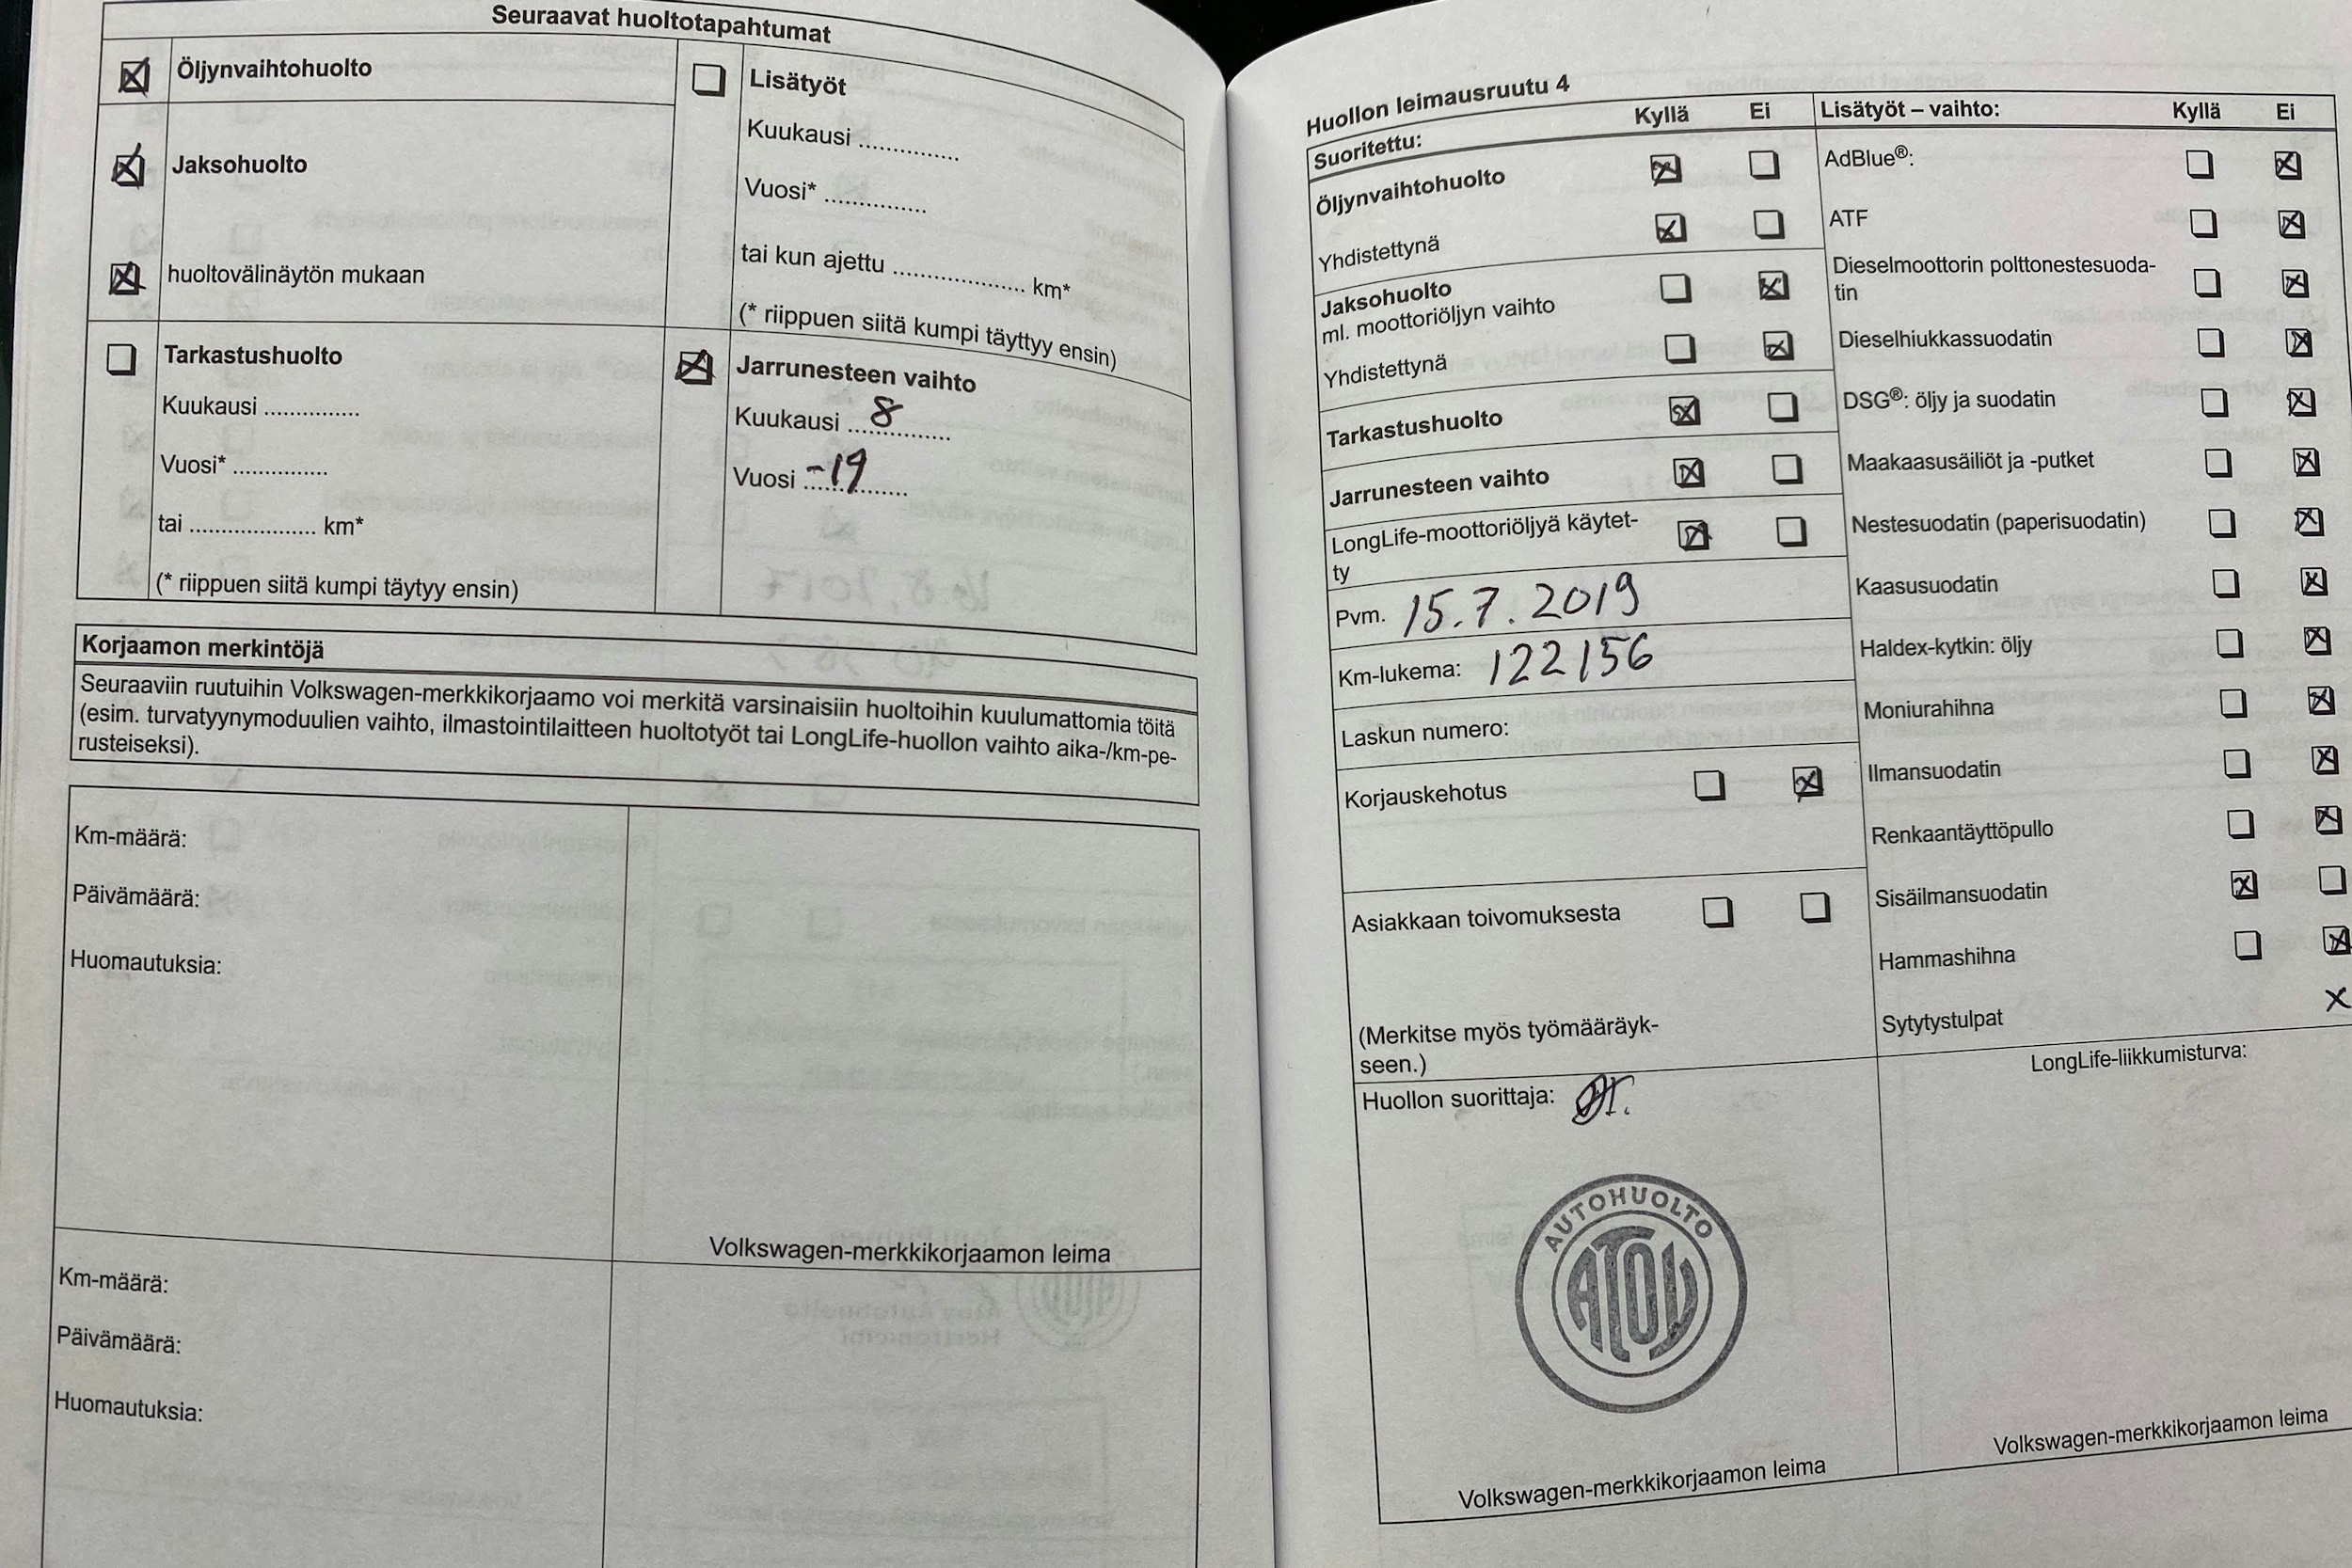 Seuraavat huoltotapahtumat
Öljynvaihtohuolto
Jaksohuolto
huoltovälinäytön mukaan
Lisätyöt
Kuukausi ...............
Vuosi* ...............
tai kun ajettu .................... km*
(* riippuen siitä kumpi täyttyy ensin)
Tarkastushuolto
Kuukausi ..............
Vuosi* ..............
tai ................... km*
(* riippuen siitä kumpi täytyy ensin)
Jarrunesteen vaihto
Kuukausi 8
Vuosi -19
Korjaamon merkintöjä
Seuraaviin ruutuihin Volkswagen-merkkikorjaamo voi merkitä varsinaisiin huoltoihin kuulumattomia töitä
(esim. turvatyynymoduulien vaihto, ilmastointilaitteen huoltotyöt tai LongLife-huollon vaihto aika-/km-pe-
rusteiseksi).
Km-määrä:
Päivämäärä:
Huomautuksia:
Volkswagen-merkkikorjaamon leima
Km-määrä:
Päivämäärä:
Huomautuksia:
Huollon leimausruutu 4
Suoritettu: Kyllä Ei
Öljynvaihtohuolto
Yhdistettynä
Jaksohuolto
ml. moottoriöljyn vaihto
Yhdistettynä
Tarkastushuolto
Jarrunesteen vaihto
LongLife-moottoriöljyä käytet-
ty
Pvm. 15.7.2019
Km-lukema: 122156
Laskun numero:
Korjauskehotus
Asiakkaan toivomuksesta
(Merkitse myös työmääräyk-
seen.)
Huollon suorittaja:
AUTOHUOLTO
ATOY
Volkswagen-merkkikorjaamon leima
Lisätyöt – vaihto: Kyllä Ei
AdBlue®:
ATF
Dieselmoottorin polttonestesuoda-
tin
Dieselhiukkassuodatin
DSG®: öljy ja suodatin
Maakaasusäiliöt ja -putket
Nestesuodatin (paperisuodatin)
Kaasusuodatin
Haldex-kytkin: öljy
Moniurahihna
Ilmansuodatin
Renkaantäyttöpullo
Sisäilmansuodatin
Hammashihna
Sytytystulpat X
LongLife-liikkumisturva:
Volkswagen-merkkikorjaamon leima